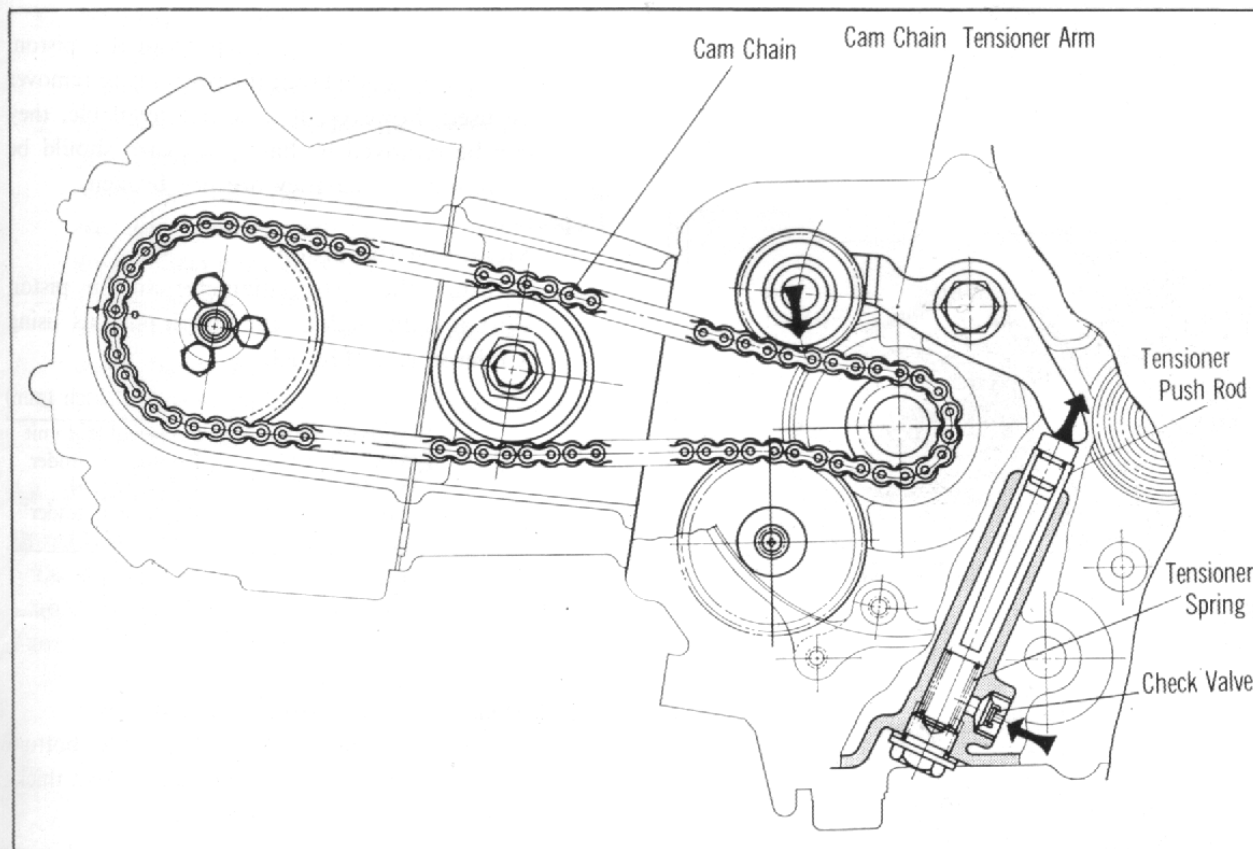 Cam Chain
Cam Chain Tensioner Arm
Tensioner
Push Rod
Tensioner
Spring
Check Valve